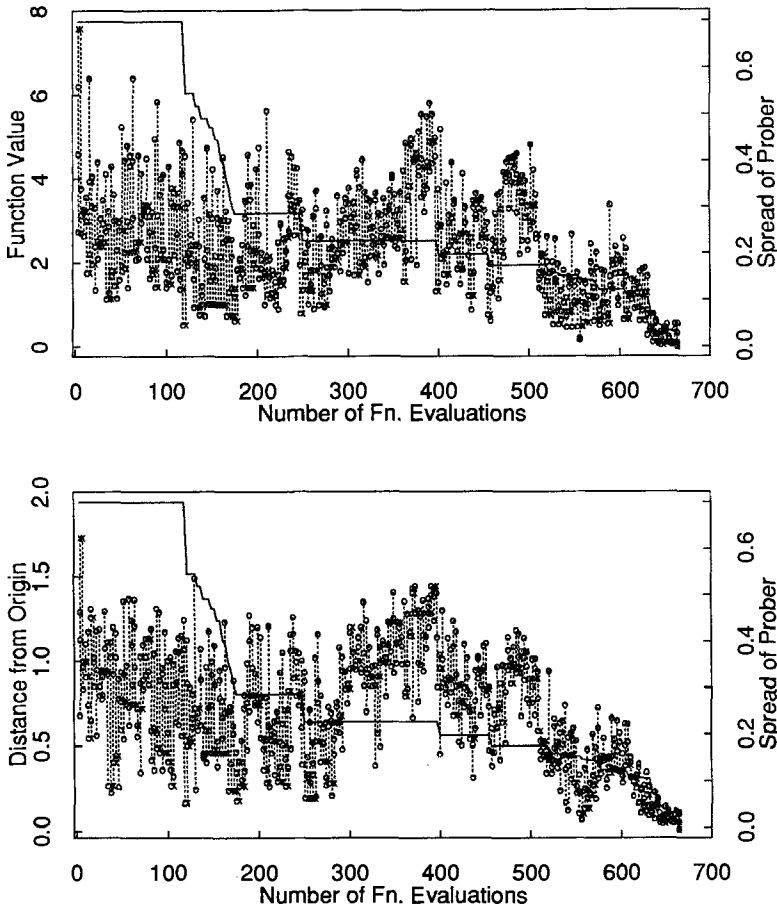 8
6
4
2
0
Function Value
0.6
0.4
0.2
0.0
Spread of Prober
0 100 200 300 400 500 600 700
Number of Fn. Evaluations
2.0
1.5
1.0
0.5
0.0
Distance from Origin
0.6
0.4
0.2
0.0
Spread of Prober
0 100 200 300 400 500 600 700
Number of Fn. Evaluations